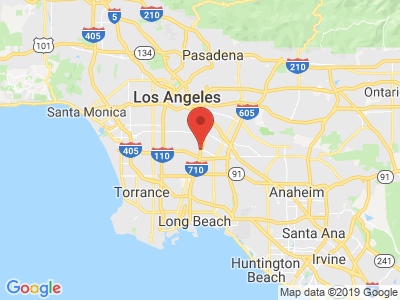 5
210
405
134
Pasadena
101
210
Los Angeles
Ontario
Santa Monica
605
405
110
710
91
91
Torrance
Anaheim
Long Beach
Santa Ana
Huntington
Beach
Irvine
241
Google
Map data ©2019 Google